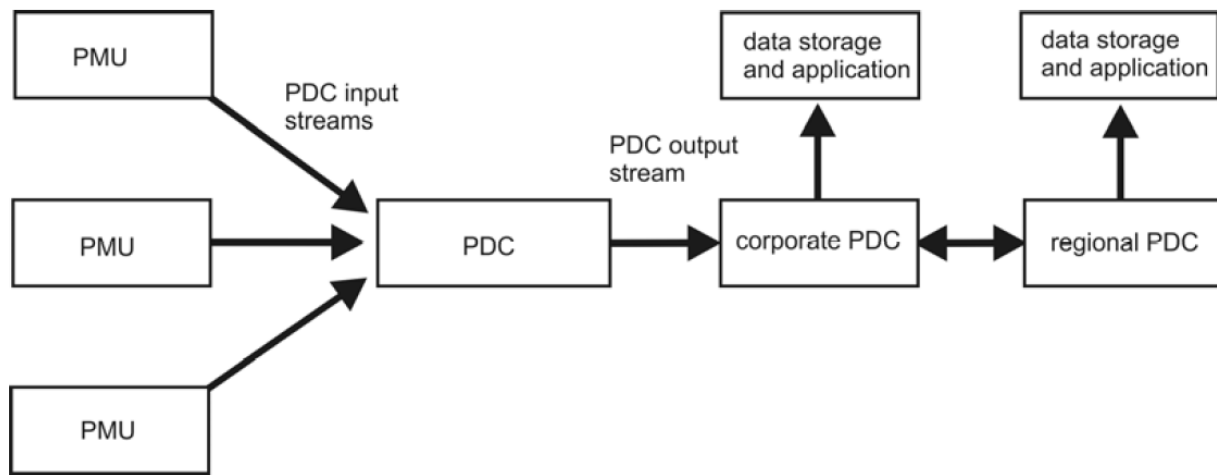 PMU
PDC input
streams
PMU
PMU
PDC
PDC output
stream
data storage
and application
corporate PDC
data storage
and application
regional PDC